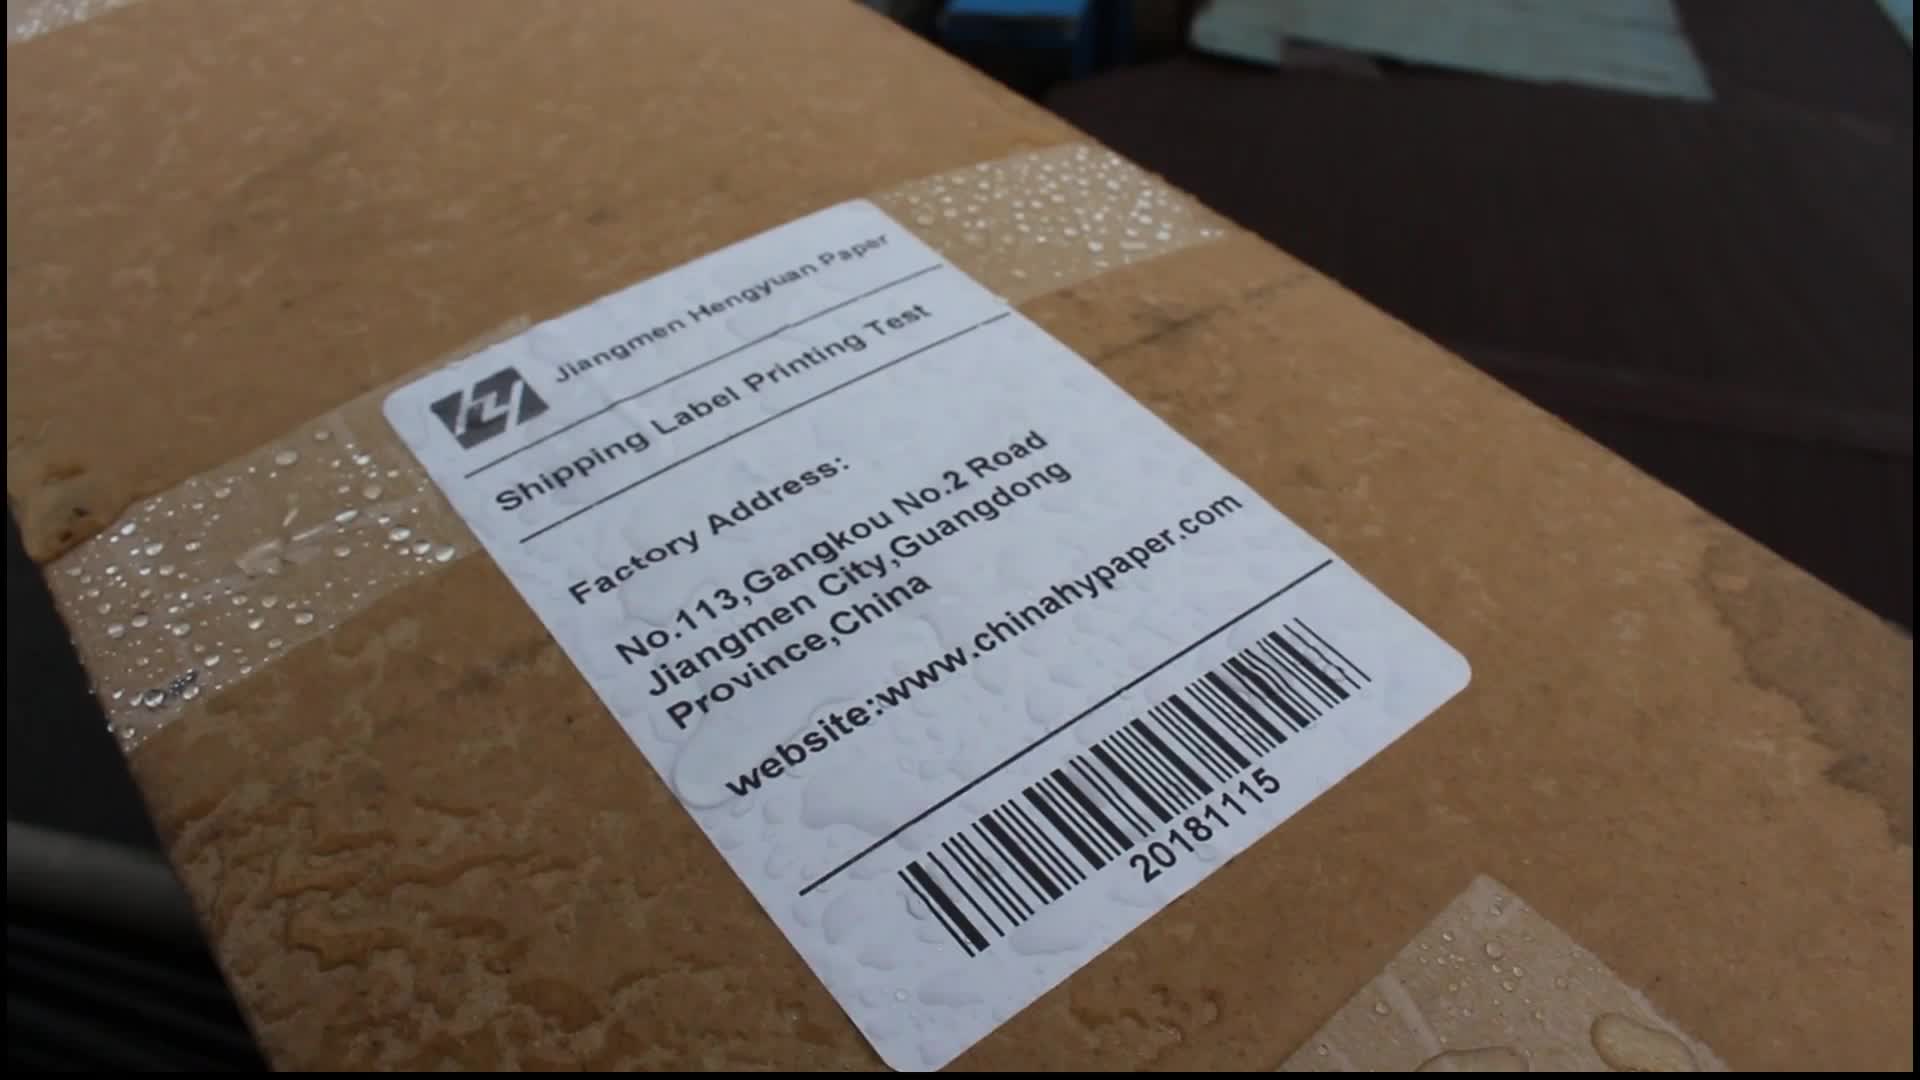 HY
Jiangmen Hengyuan Paper
Shipping Label Printing Test
Factory Address:
No.113,Gangkou No.2 Road
Jiangmen City,Guangdong
Province,China
website:www.chinahypaper.com
20181115